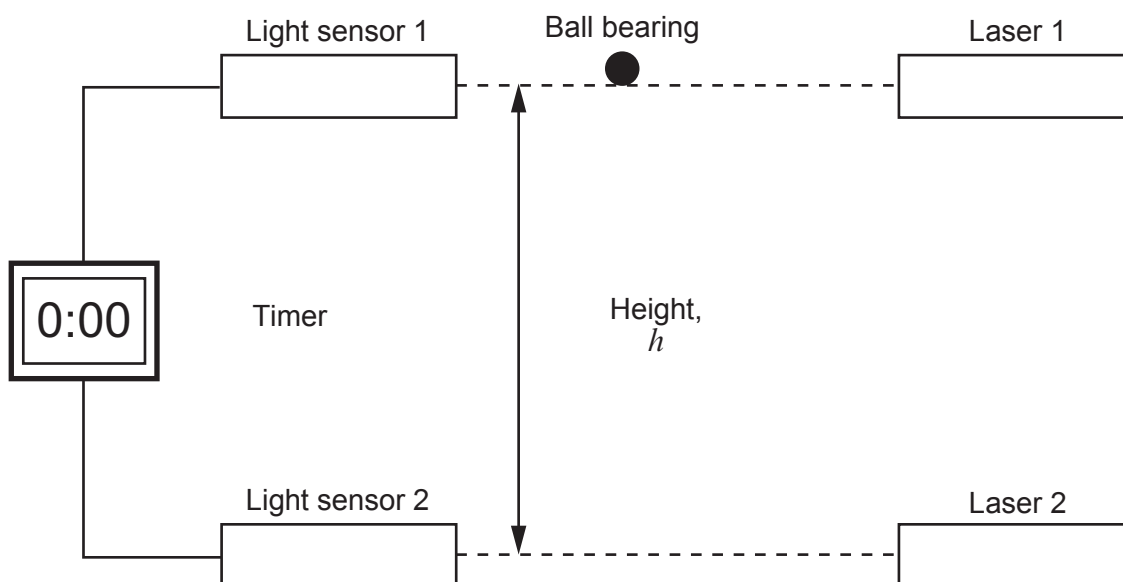 Light sensor 1
Ball bearing
Laser 1
0:00
Timer
Height,
h
Light sensor 2
Laser 2